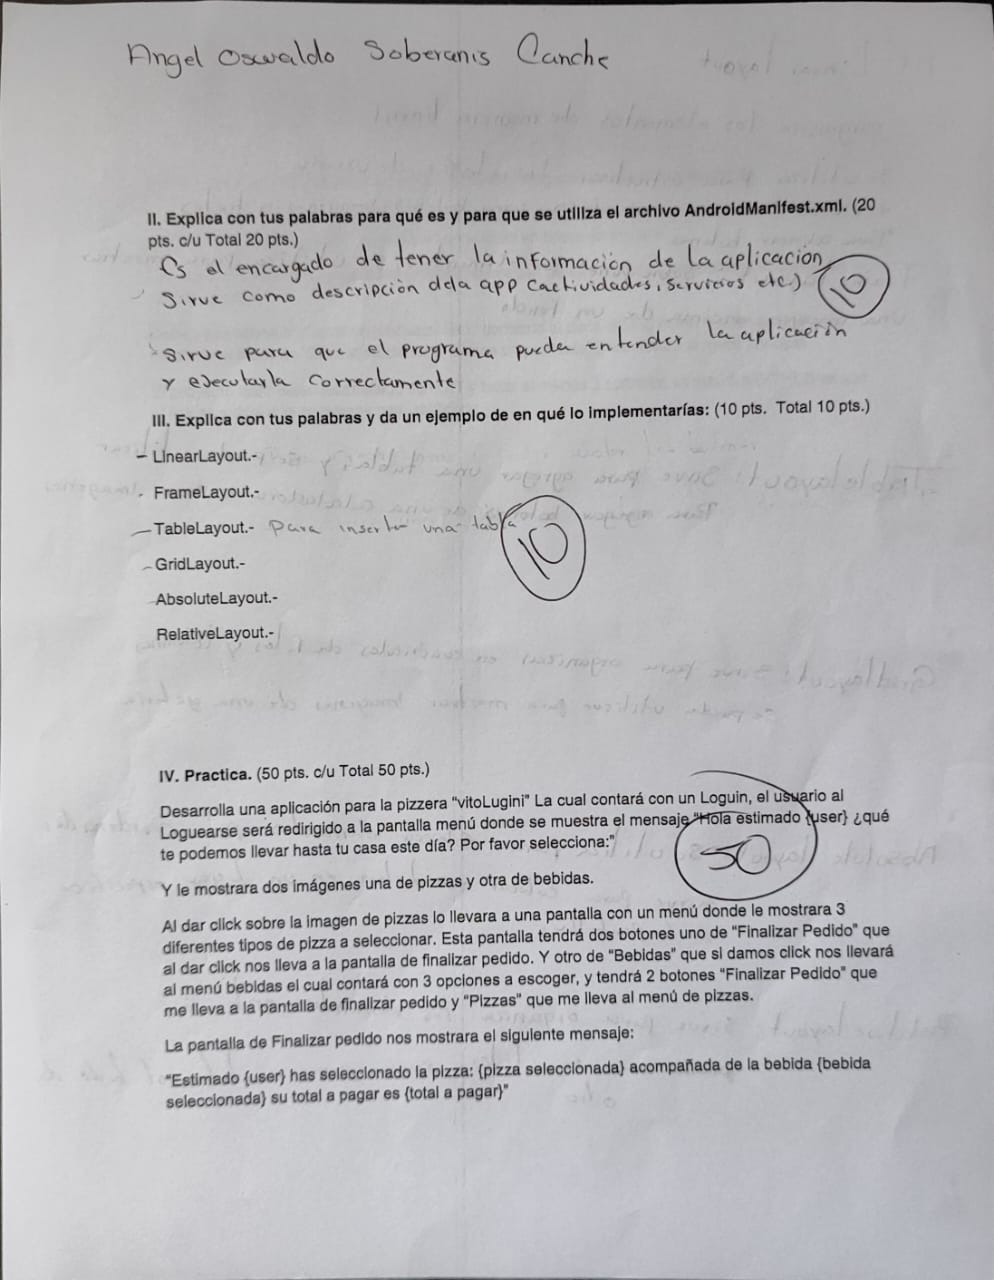 Angel Oswaldo Soberanis Canche
II. Explica con tus palabras para qué es y para que se utiliza el archivo AndroidManifest.xml. (20
pts. c/u Total 20 pts.)
Es el encargado de tener la información de la aplicación
Sirve como descripción dela app (actividades, servicios etc.)
10
Sirve para que el programa pueda entender la aplicación
y ejecutarla correctamente
III. Explica con tus palabras y da un ejemplo de en qué lo implementarías: (10 pts. Total 10 pts.)
- LinearLayout.-
FrameLayout.-
- TableLayout.- Para insertar una tabla
10
- GridLayout.-
AbsoluteLayout.-
RelativeLayout.-
IV. Practica. (50 pts. c/u Total 50 pts.)
Desarrolla una aplicación para la pizzera "vitoLugini" La cual contará con un Loguin, el usuario al
Loguearse será redirigido a la pantalla menú donde se muestra el mensaje "Hola estimado {user} ¿qué
te podemos llevar hasta tu casa este día? Por favor selecciona:"
50
Y le mostrara dos imágenes una de pizzas y otra de bebidas.
Al dar click sobre la imagen de pizzas lo llevara a una pantalla con un menú donde le mostrara 3
diferentes tipos de pizza a seleccionar. Esta pantalla tendrá dos botones uno de "Finalizar Pedido" que
al dar click nos lleva a la pantalla de finalizar pedido. Y otro de "Bebidas" que si damos click nos llevará
al menú bebidas el cual contará con 3 opciones a escoger, y tendrá 2 botones "Finalizar Pedido" que
me lleva a la pantalla de finalizar pedido y "Pizzas" que me lleva al menú de pizzas.
La pantalla de Finalizar pedido nos mostrara el siguiente mensaje:
"Estimado {user} has seleccionado la pizza: {pizza seleccionada} acompañada de la bebida {bebida
seleccionada} su total a pagar es {total a pagar}"